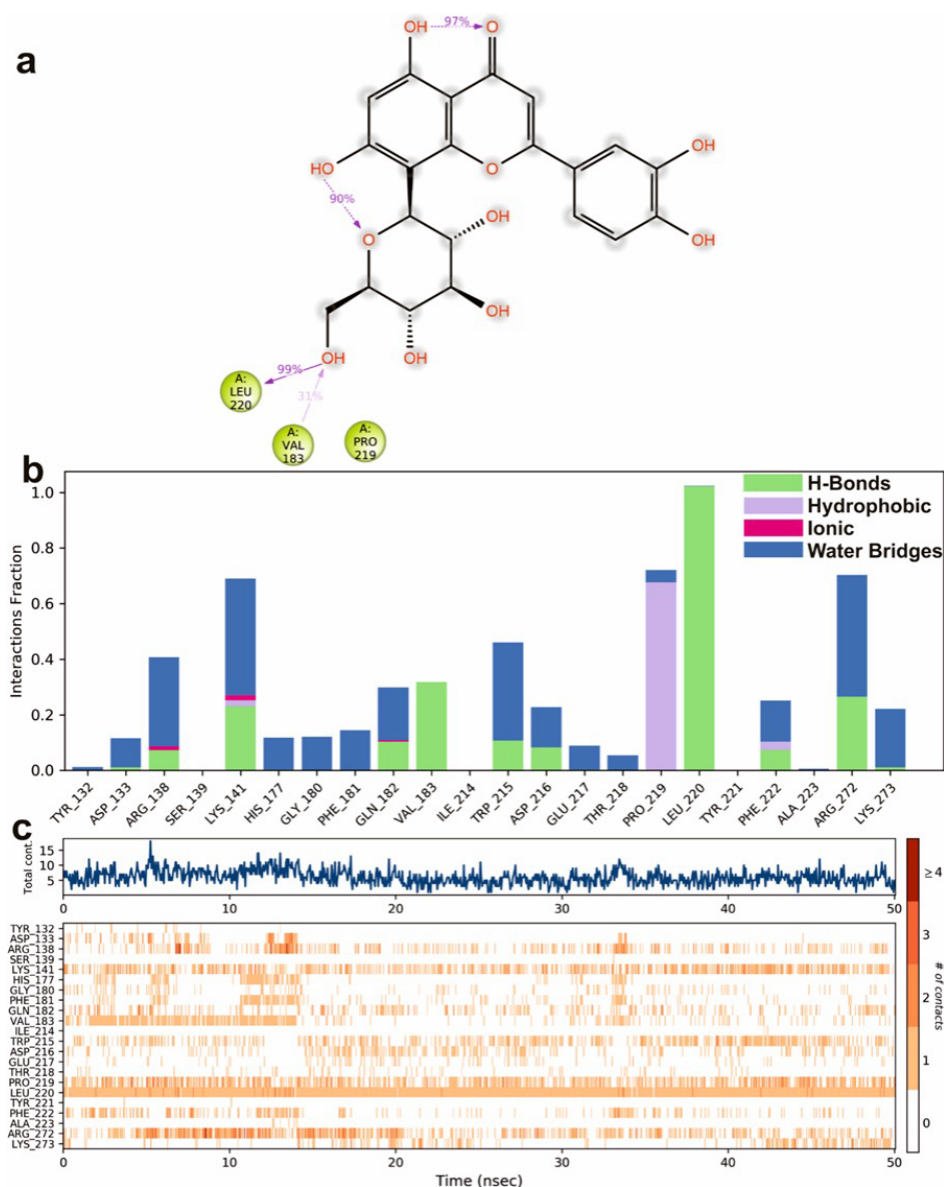 a
OH
97%
O
HO
90%
O
OH
OH
O
OH
OH
OH
OH
99%
31%
A:
LEU
220
A:
VAL
183
A:
PRO
219
b
H-Bonds
Hydrophobic
Ionic
Water Bridges
Interactions Fraction
1.0
0.8
0.6
0.4
0.2
0.0
TYR_132
ASP_133
ARG_138
SER_139
LYS_141
HIS_177
GLY_180
PHE_181
GLN_182
VAL_183
ILE_214
TRP_215
ASP_216
GLU_217
THR_218
PRO_219
LEU_220
TYR_221
PHE_222
ALA_223
ARG_272
LYS_273
c
Total cont.
15
10
5
0 10 20 30 40 50
TYR_132
ASP_133
ARG_138
SER_139
LYS_141
HIS_177
GLY_180
PHE_181
GLN_182
VAL_183
ILE_214
TRP_215
ASP_216
GLU_217
THR_218
PRO_219
LEU_220
TYR_221
PHE_222
ALA_223
ARG_272
LYS_273
0 10 20 30 40 50
Time (nsec)
≥4
3
2
1
0
# of contacts